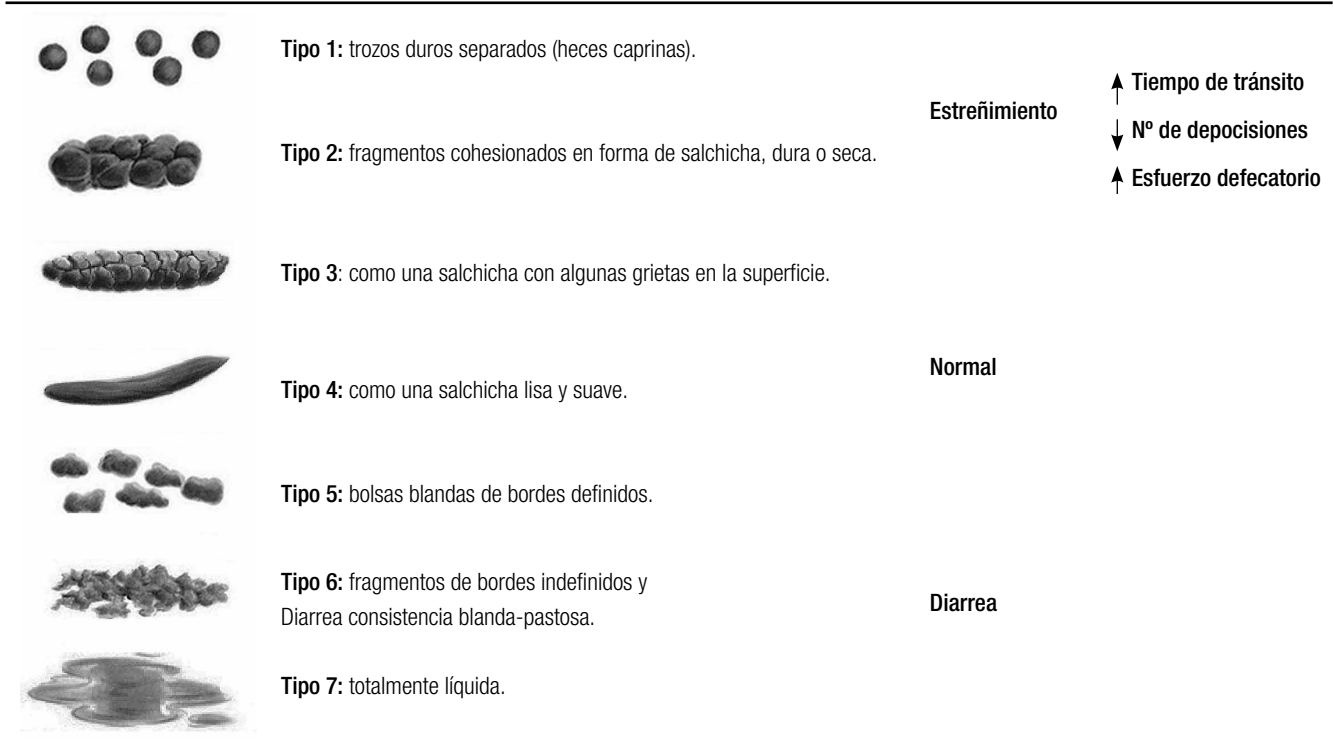 Tipo 1: trozos duros separados (heces caprinas).
Tipo 2: fragmentos cohesionados en forma de salchicha, dura o seca.
Estreñimiento
Tiempo de tránsito
Nº de depocisiones
Esfuerzo defecatorio
Tipo 3: como una salchicha con algunas grietas en la superficie.
Tipo 4: como una salchicha lisa y suave.
Normal
Tipo 5: bolsas blandas de bordes definidos.
Tipo 6: fragmentos de bordes indefinidos y
Diarrea consistencia blanda-pastosa.
Diarrea
Tipo 7: totalmente líquida.